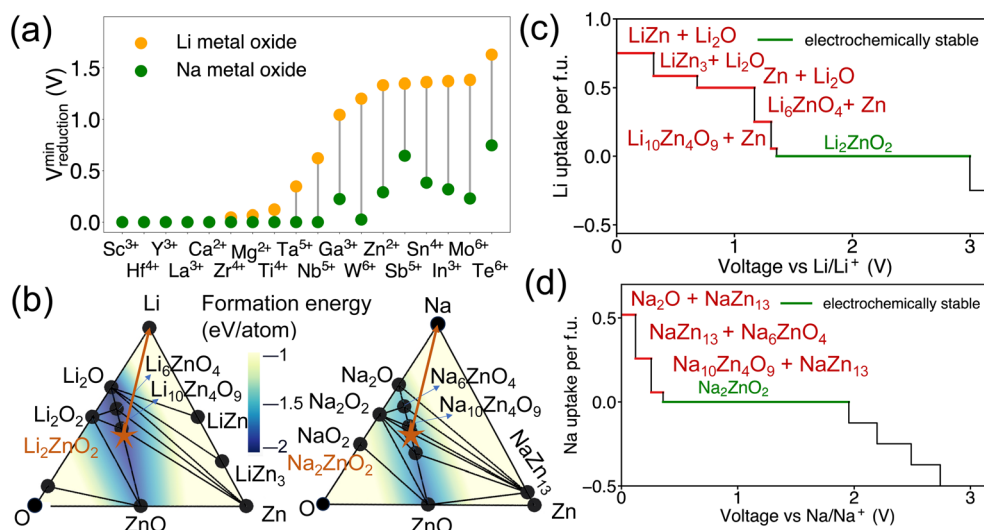 (a)
Li metal oxide
Na metal oxide
Vmin reduction (V)
1.5
1.0
0.5
0.0
Sc³⁺ Y³⁺ Ca²⁺ Mg²⁺ Ta⁵⁺ Ga³⁺ Zn²⁺ Sn⁴⁺ Mo⁶⁺
Hf⁴⁺ La³⁺ Zr⁴⁺ Ti⁴⁺ Nb⁵⁺ W⁶⁺ Sb⁵⁺ In³⁺ Te⁶⁺
(b)
Formation energy
(eV/atom)
−1
−1.5
−2
Li
Li₂O
Li₂O₂
Li₂ZnO₂
Li₆ZnO₄
Li₁₀Zn₄O₉
LiZn
LiZn₃
O
ZnO
Zn
Na
Na₂O
Na₂O₂
NaO₂
Na₂ZnO₂
Na₆ZnO₄
Na₁₀Zn₄O₉
NaZn₁₃
O
ZnO
Zn
(c)
Li uptake per f.u.
1.0
0.5
0.0
−0.5
LiZn + Li₂O
electrochemically stable
LiZn₃+ Li₂O
Zn + Li₂O
Li₆ZnO₄+ Zn
Li₁₀Zn₄O₉ + Zn
Li₂ZnO₂
0 1 2 3
Voltage vs Li/Li⁺ (V)
(d)
Na uptake per f.u.
0.5
0.0
−0.5
Na₂O + NaZn₁₃
electrochemically stable
NaZn₁₃ + Na₆ZnO₄
Na₁₀Zn₄O₉ + NaZn₁₃
Na₂ZnO₂
0 1 2 3
Voltage vs Na/Na⁺ (V)